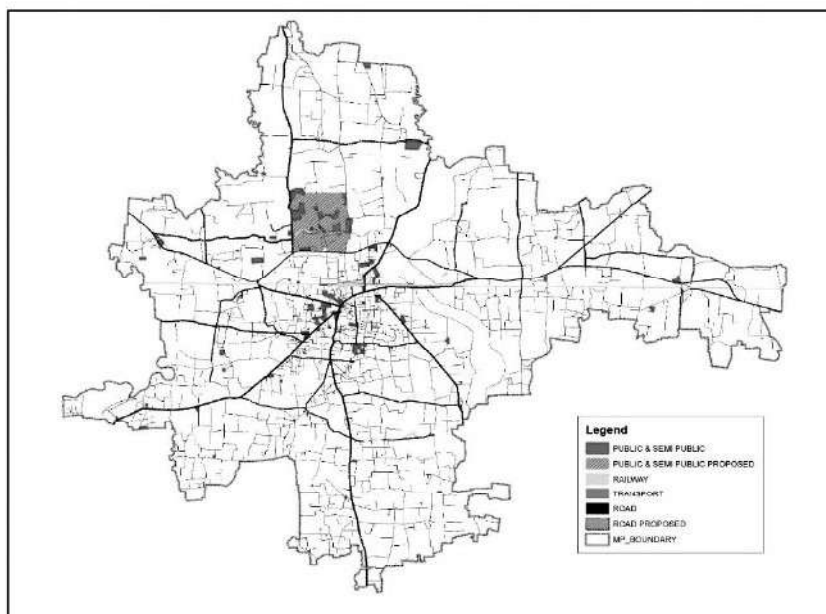 Legend
PUBLIC & SEMI PUBLIC
PUBLIC & SEMI PUBLIC PROPOSED
RAILWAY
TRANSPORT
ROAD
ROAD PROPOSED
MP_BOUNDARY